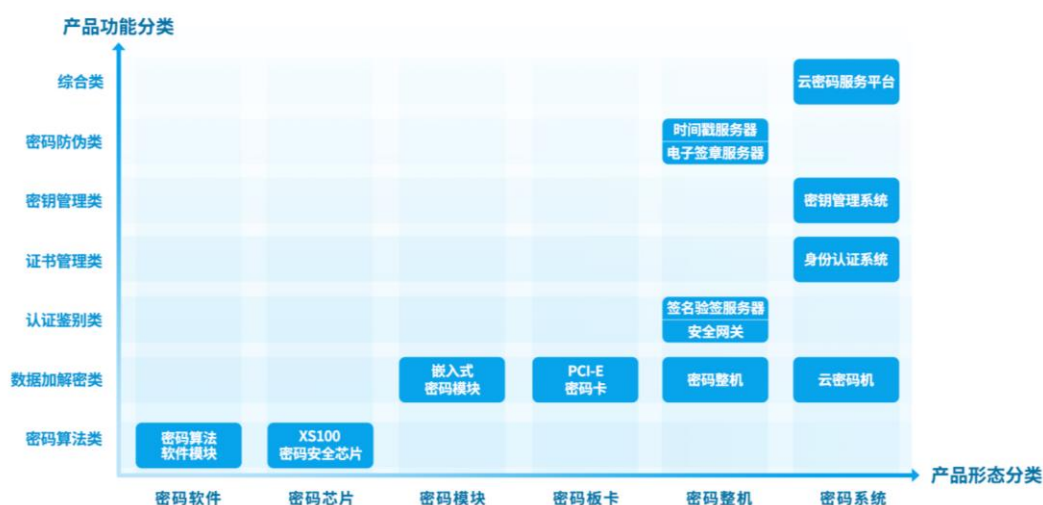 产品功能分类
综合类
云密码服务平台
密码防伪类
时间戳服务器
电子签章服务器
密钥管理类
密钥管理系统
证书管理类
身份认证系统
认证鉴别类
签名验签服务器
安全网关
数据加解密类
嵌入式
密码模块
PCI-E
密码卡
密码整机
云密码机
密码算法类
密码算法
软件模块
XS100
密码安全芯片
产品形态分类
密码软件
密码芯片
密码模块
密码板卡
密码整机
密码系统